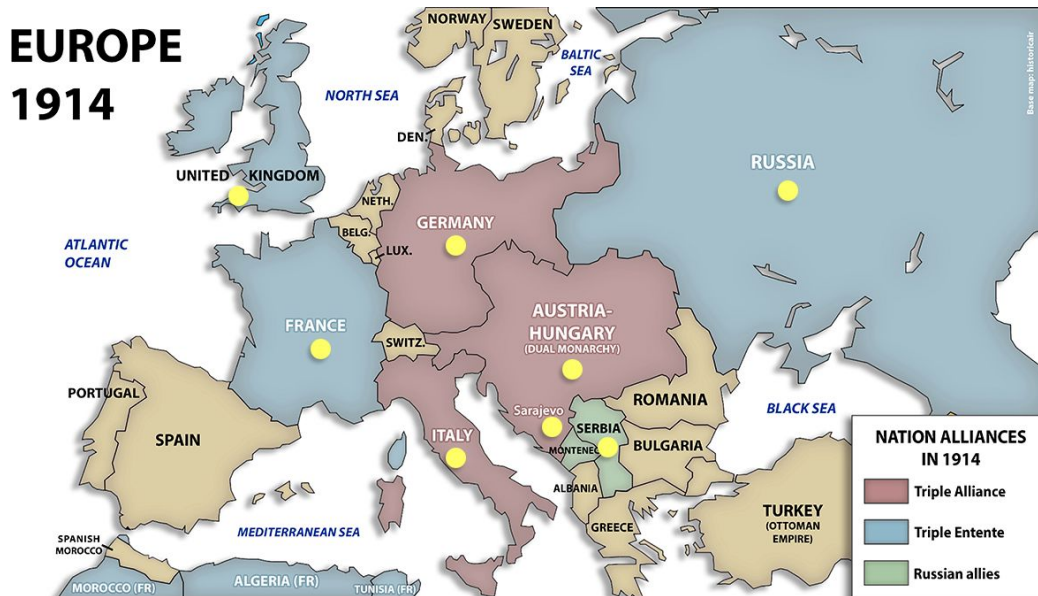 EUROPE
1914
NORWAY
SWEDEN
BALTIC
SEA
NORTH SEA
Base map: historicair
DEN.
RUSSIA
UNITED KINGDOM
NETH.
GERMANY
BELG.
LUX.
ATLANTIC
OCEAN
AUSTRIA-
HUNGARY
(DUAL MONARCHY)
FRANCE
SWITZ.
PORTUGAL
ROMANIA
BLACK SEA
Sarajevo
SERBIA
SPAIN
ITALY
BULGARIA
MONTENEG
ALBANIA
TURKEY
(OTTOMAN
EMPIRE)
GREECE
MEDITERRANEAN SEA
SPANISH
MOROCCO
MOROCCO (FR)
ALGERIA (FR)
TUNISIA (FR)
NATION ALLIANCES
IN 1914
Triple Alliance
Triple Entente
Russian allies